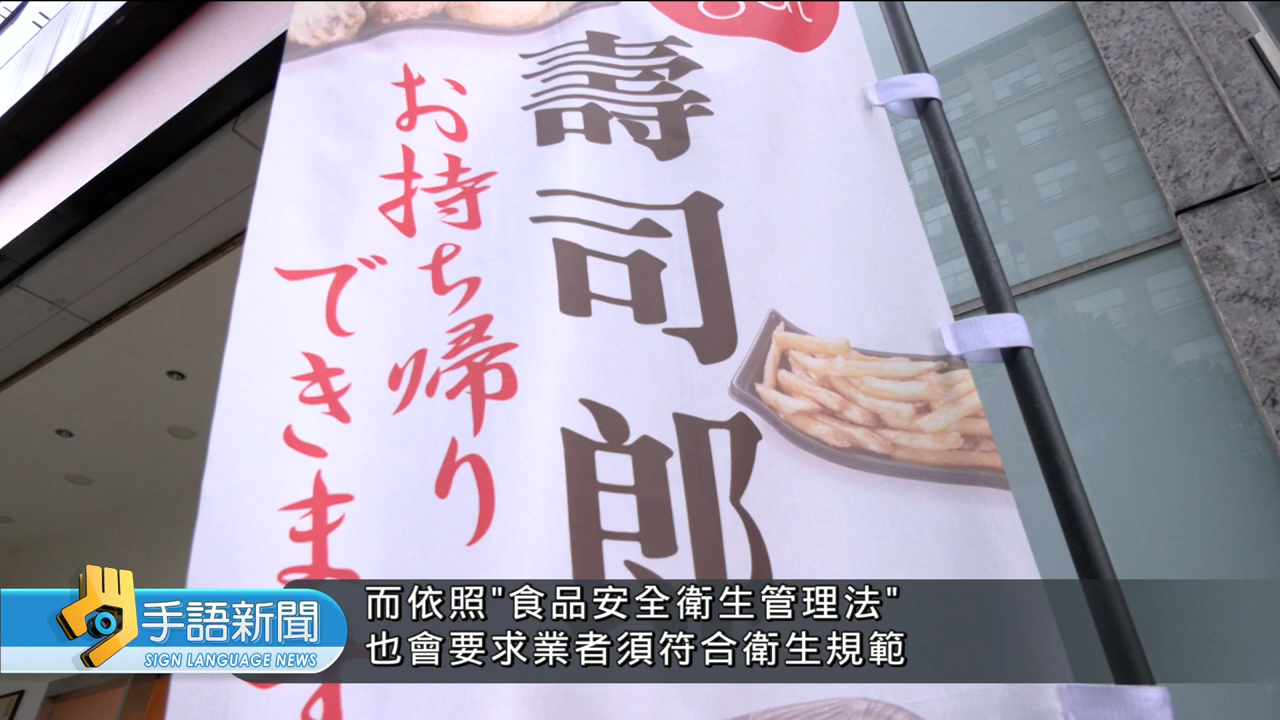 壽司郎
お持ち帰り
できます
手語新聞
SIGN LANGUAGE NEWS
而依照"食品安全衛生管理法"
也會要求業者須符合衛生規範